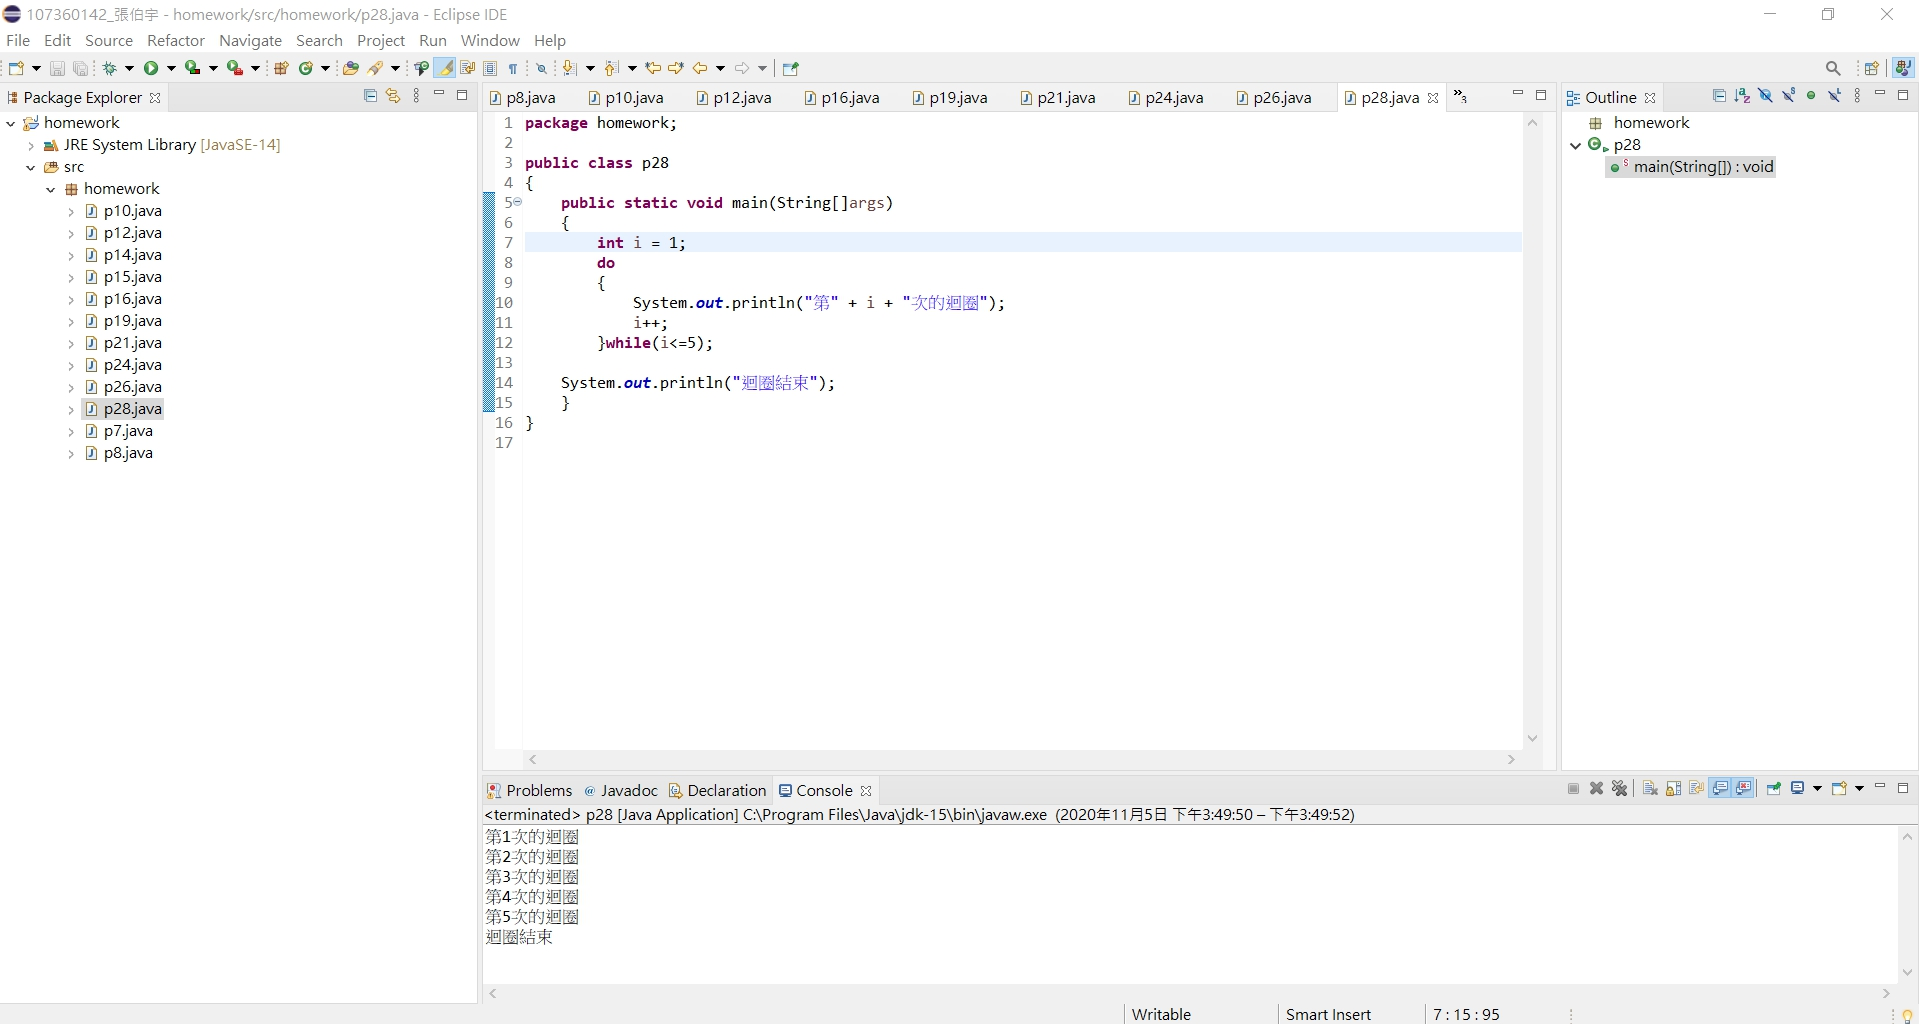 107360142_張伯宇 - homework/src/homework/p28.java - Eclipse IDE
File Edit Source Refactor Navigate Search Project Run Window Help
Package Explorer
homework
JRE System Library [JavaSE-14]
src
homework
p10.java
p12.java
p14.java
p15.java
p16.java
p19.java
p21.java
p24.java
p26.java
p28.java
p7.java
p8.java
p8.java p10.java p12.java p16.java p19.java p21.java p24.java p26.java p28.java »3
1 package homework;
2
3 public class p28
4 {
5 public static void main(String[]args)
6 {
7 int i = 1;
8 do
9 {
10 System.out.println("第" + i + "次的迴圈");
11 i++;
12 }while(i<=5);
13
14 System.out.println("迴圈結束");
15 }
16 }
17
Outline
homework
p28
main(String[]) : void
Problems @ Javadoc Declaration Console
<terminated> p28 [Java Application] C:\Program Files\Java\jdk-15\bin\javaw.exe (2020年11月5日 下午3:49:50 – 下午3:49:52)
第1次的迴圈
第2次的迴圈
第3次的迴圈
第4次的迴圈
第5次的迴圈
迴圈結束
Writable Smart Insert 7 : 15 : 95